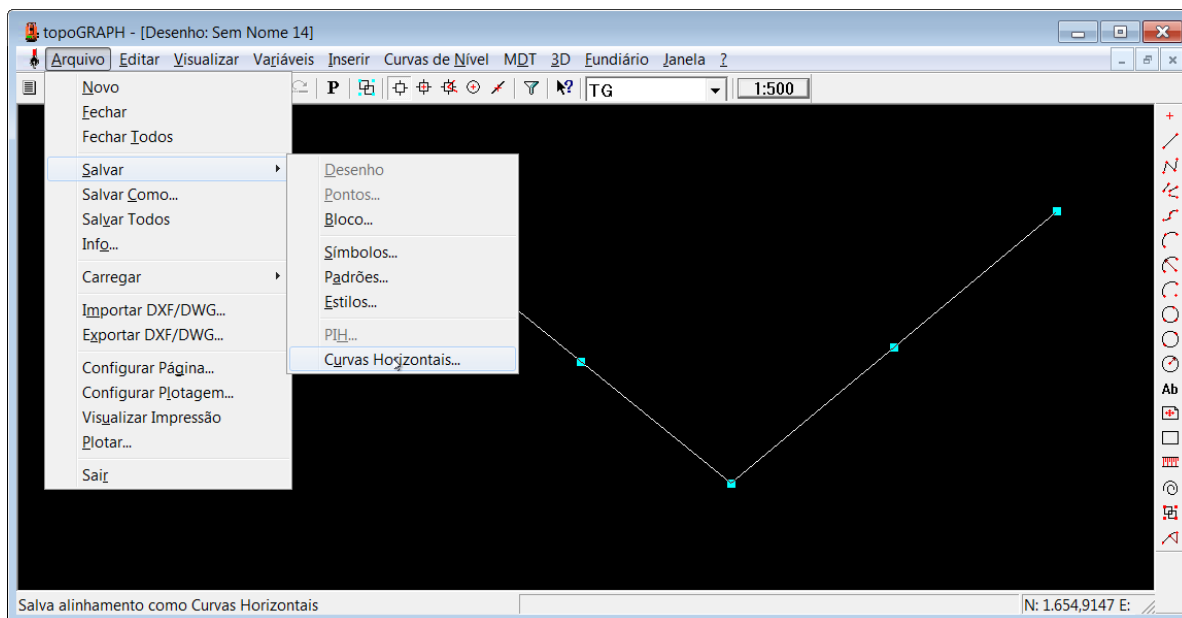 topoGRAPH - [Desenho: Sem Nome 14]
Arquivo Editar Visualizar Variáveis Inserir Curvas de Nível MDT 3D Fundiário Janela ?
P TG 1:500
Novo
Fechar
Fechar Todos
Salvar
Salvar Como...
Salvar Todos
Info...
Carregar
Importar DXF/DWG...
Exportar DXF/DWG...
Configurar Página...
Configurar Plotagem...
Visualizar Impressão
Plotar...
Sair
Desenho
Pontos...
Bloco...
Símbolos...
Padrões...
Estilos...
PIH...
Curvas Horizontais...
Ab
Salva alinhamento como Curvas Horizontais
N: 1.654,9147 E: